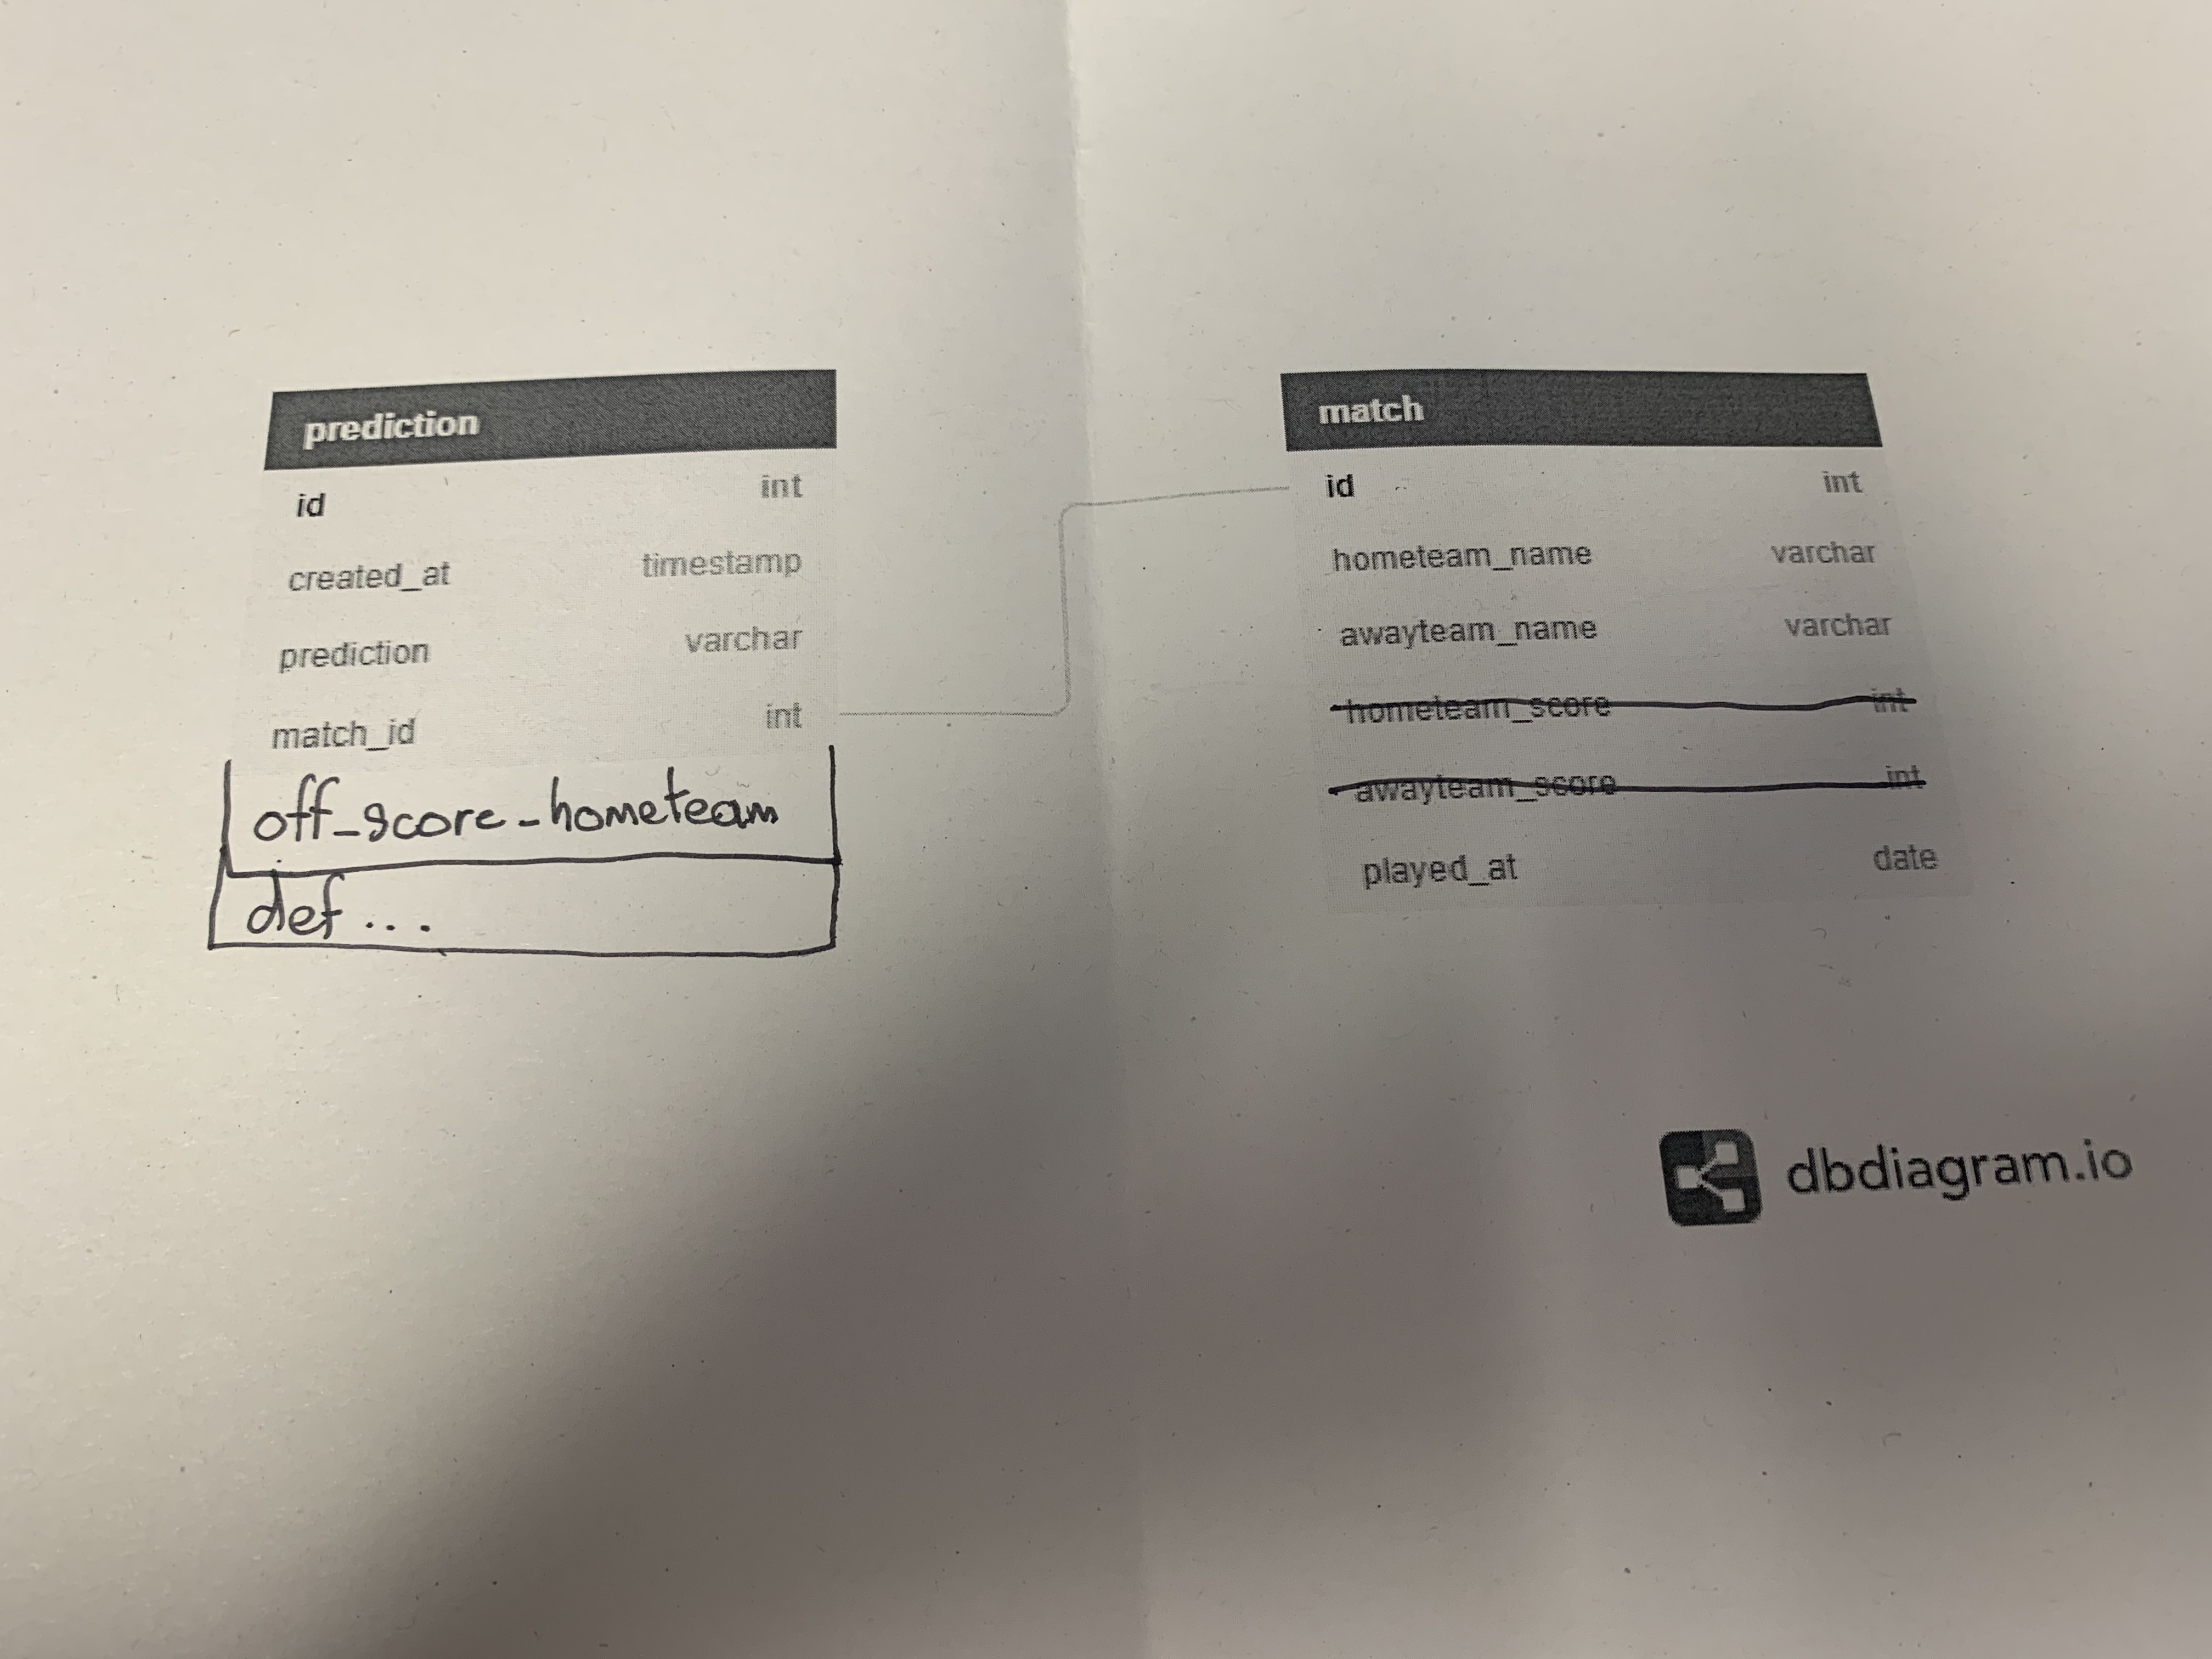 prediction
id int
created_at timestamp
prediction varchar
match_id int
off_score_hometeam
def...
match
id int
hometeam_name varchar
awayteam_name varchar
hometeam_score int
awayteam_score int
played_at date
dbdiagram.io